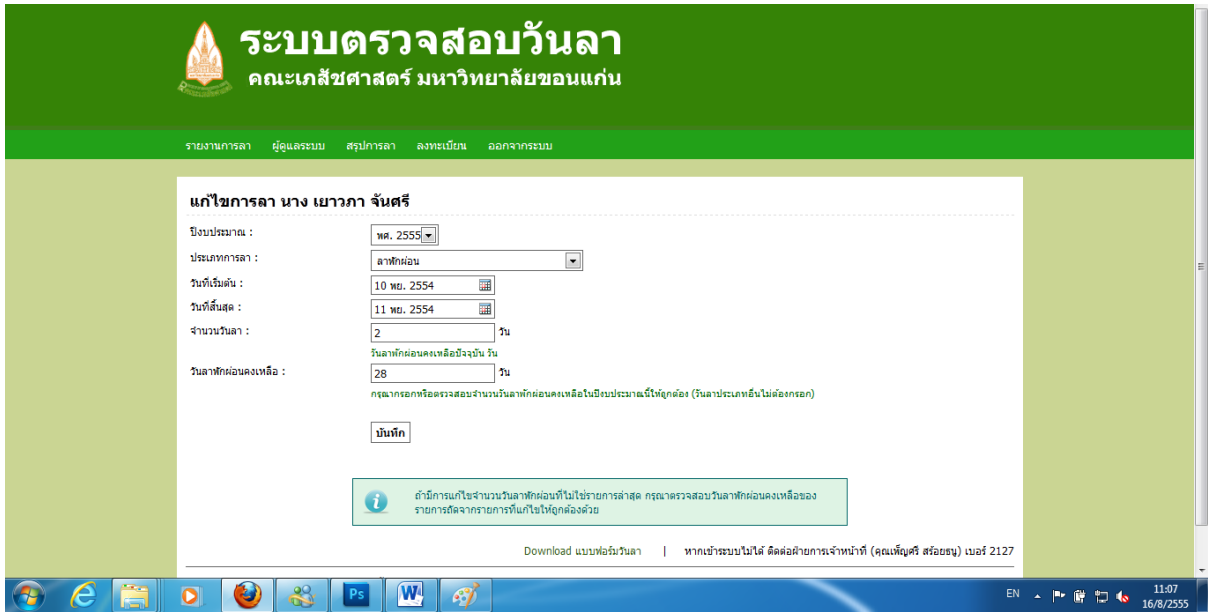 ระบบตรวจสอบวันลา
คณะเภสัชศาสตร์ มหาวิทยาลัยขอนแก่น
รายงานการลา ผู้ดูแลระบบ สรุปการลา ลงทะเบียน ออกจากระบบ
แก้ไขการลา นาง เยาวภา จันศรี
ปีงบประมาณ : พศ. 2555
ประเภทการลา : ลาพักผ่อน
วันที่เริ่มต้น : 10 พย. 2554
วันที่สิ้นสุด : 11 พย. 2554
จำนวนวันลา : 2 วัน
วันลาพักผ่อนคงเหลือปัจจุบัน วัน
วันลาพักผ่อนคงเหลือ : 28 วัน
กรุณากรอกหรือตรวจสอบจำนวนวันลาพักผ่อนคงเหลือในปีงบประมาณนี้ให้ถูกต้อง (วันลาประเภทอื่นไม่ต้องกรอก)
บันทึก
ถ้ามีการแก้ไขจำนวนวันลาพักผ่อนที่ไม่ใช่รายการล่าสุด กรุณาตรวจสอบวันลาพักผ่อนคงเหลือของ
รายการถัดจากรายการที่แก้ไขให้ถูกต้องด้วย
Download แบบฟอร์มวันลา | หากเข้าระบบไม่ได้ ติดต่อฝ่ายการเจ้าหน้าที่ (คุณเพ็ญศรี สร้อยธนู) เบอร์ 2127
Ps W EN 11:07
16/8/2555